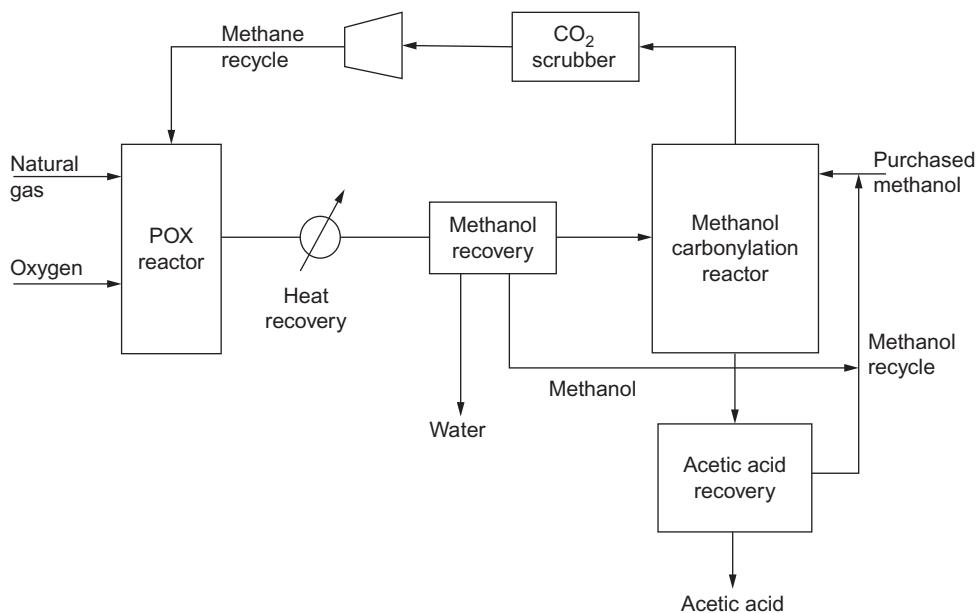 Methane
recycle
CO₂
scrubber
Natural
gas
Oxygen
POX
reactor
Heat
recovery
Methanol
recovery
Methanol
carbonylation
reactor
Purchased
methanol
Methanol
recycle
Methanol
Water
Acetic acid
recovery
Acetic acid